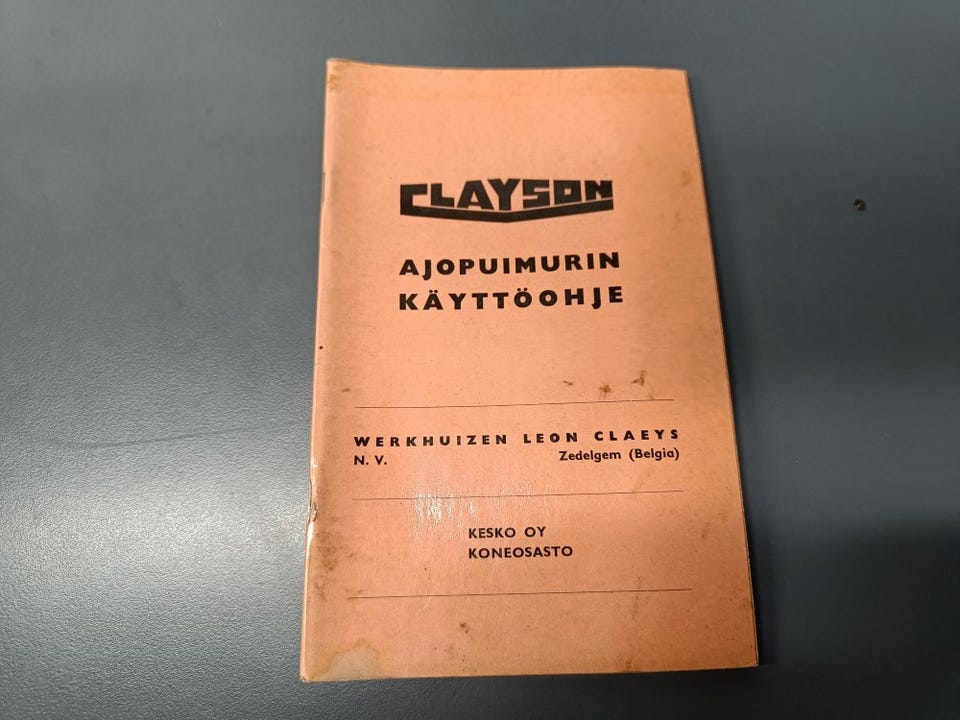 CLAYSON
AJOPUIMURIN
KÄYTTÖOHJE
WERKHUIZEN LEON CLAEYS
N. V. Zedelgem (Belgia)
KESKO OY
KONEOSASTO